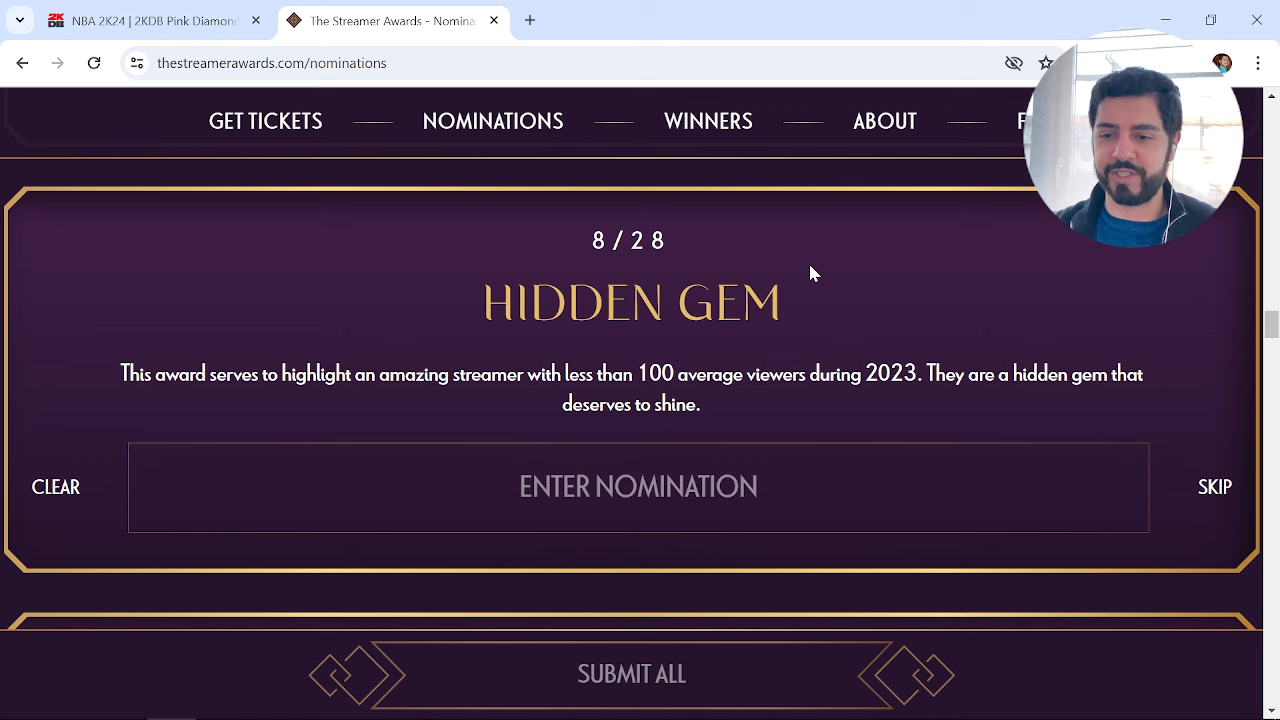 2K
DB
NBA 2K24 | 2KDB Pink Diamond
The Streamer Awards - Nomina
thestreamerawards.com/nominations
GET TICKETS
NOMINATIONS
WINNERS
ABOUT
F
8/28
HIDDEN GEM
This award serves to highlight an amazing streamer with less than 100 average viewers during 2023. They are a hidden gem that
deserves to shine.
CLEAR
ENTER NOMINATION
SKIP
SUBMIT ALL